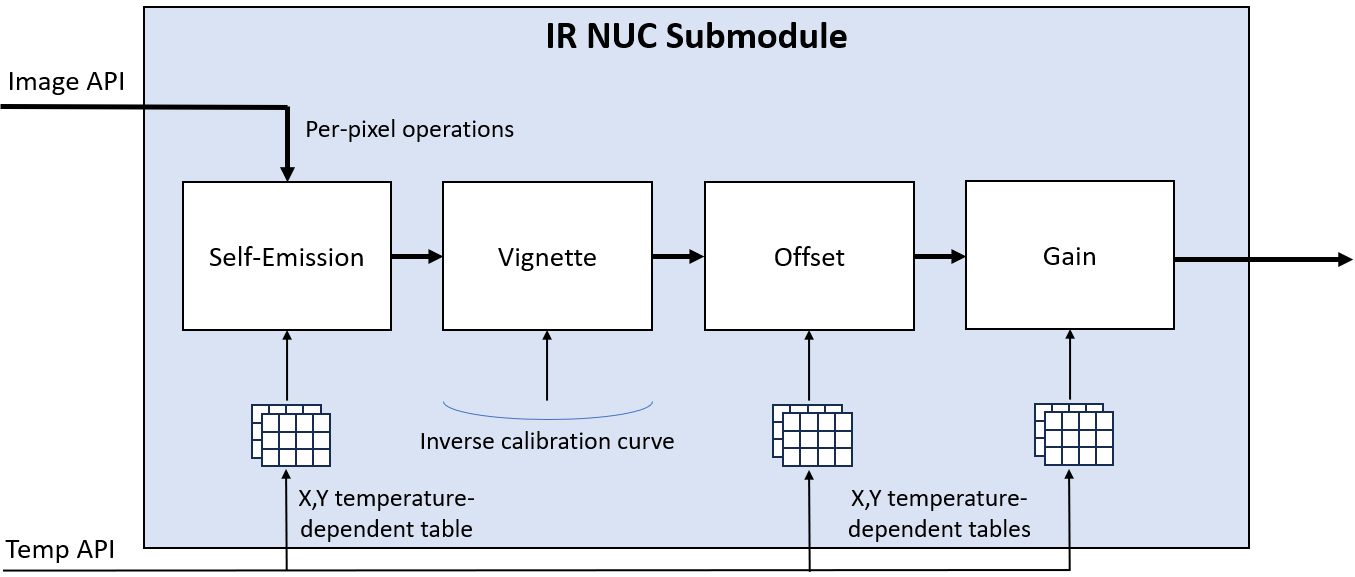 IR NUC Submodule
Image API
Per-pixel operations
Self-Emission
Vignette
Offset
Gain
Inverse calibration curve
X,Y temperature-
dependent table
X,Y temperature-
dependent tables
Temp API